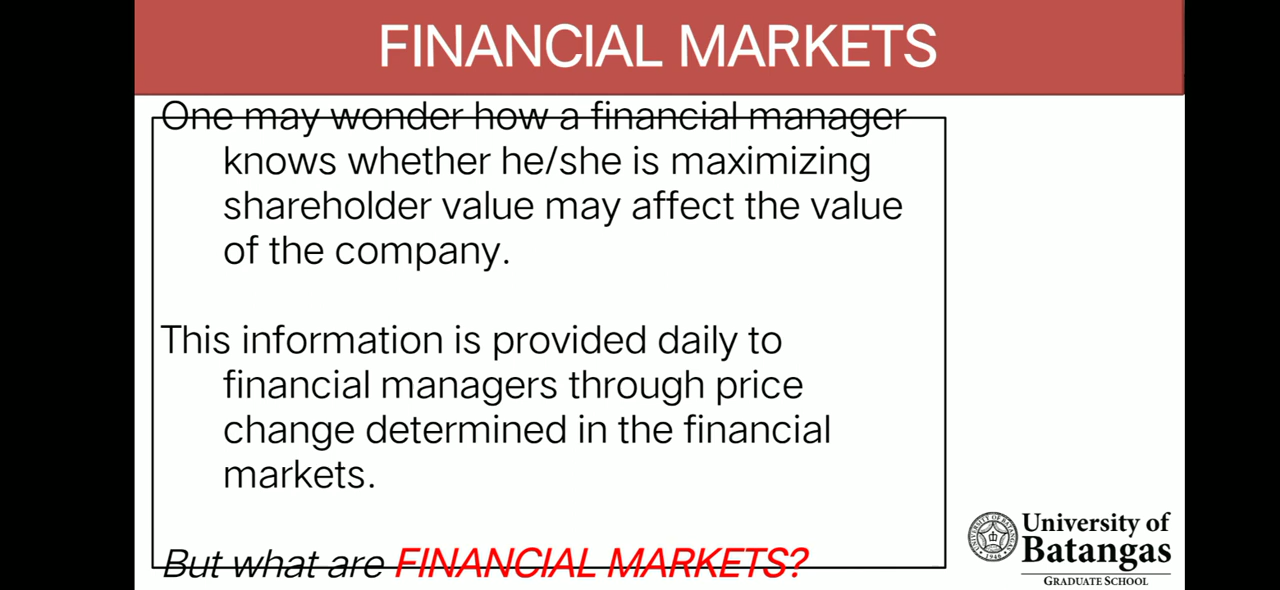 FINANCIAL MARKETS
One may wonder how a financial manager
knows whether he/she is maximizing
shareholder value may affect the value
of the company.
This information is provided daily to
financial managers through price
change determined in the financial
markets.
But what are FINANCIAL MARKETS?
University of
Batangas
GRADUATE SCHOOL
1946